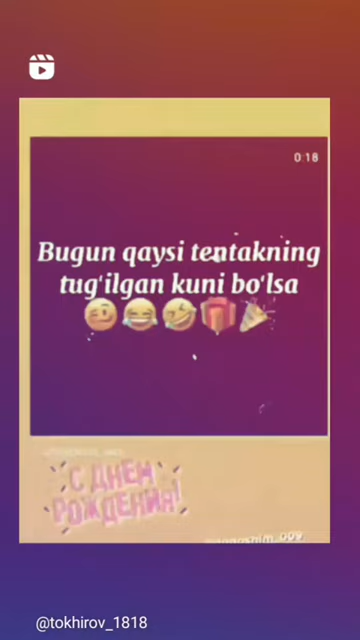 0:18
Bugun qaysi tentakning
tug'ilgan kuni bo'lsa
С ДНЕМ
РОЖДЕНИЯ!
@tokhirov_1818